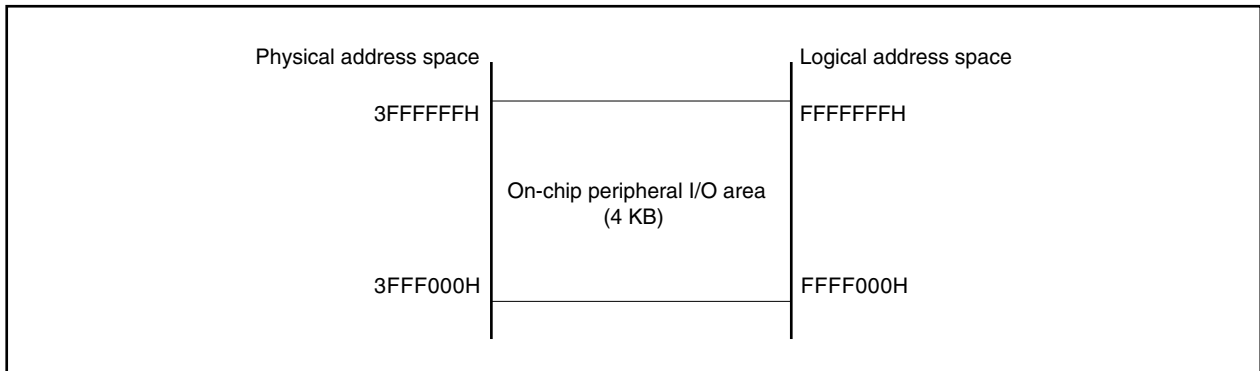 Physical address space
Logical address space
3FFFFFFH
FFFFFFFH
On-chip peripheral I/O area
(4 KB)
3FFF000H
FFFF000H